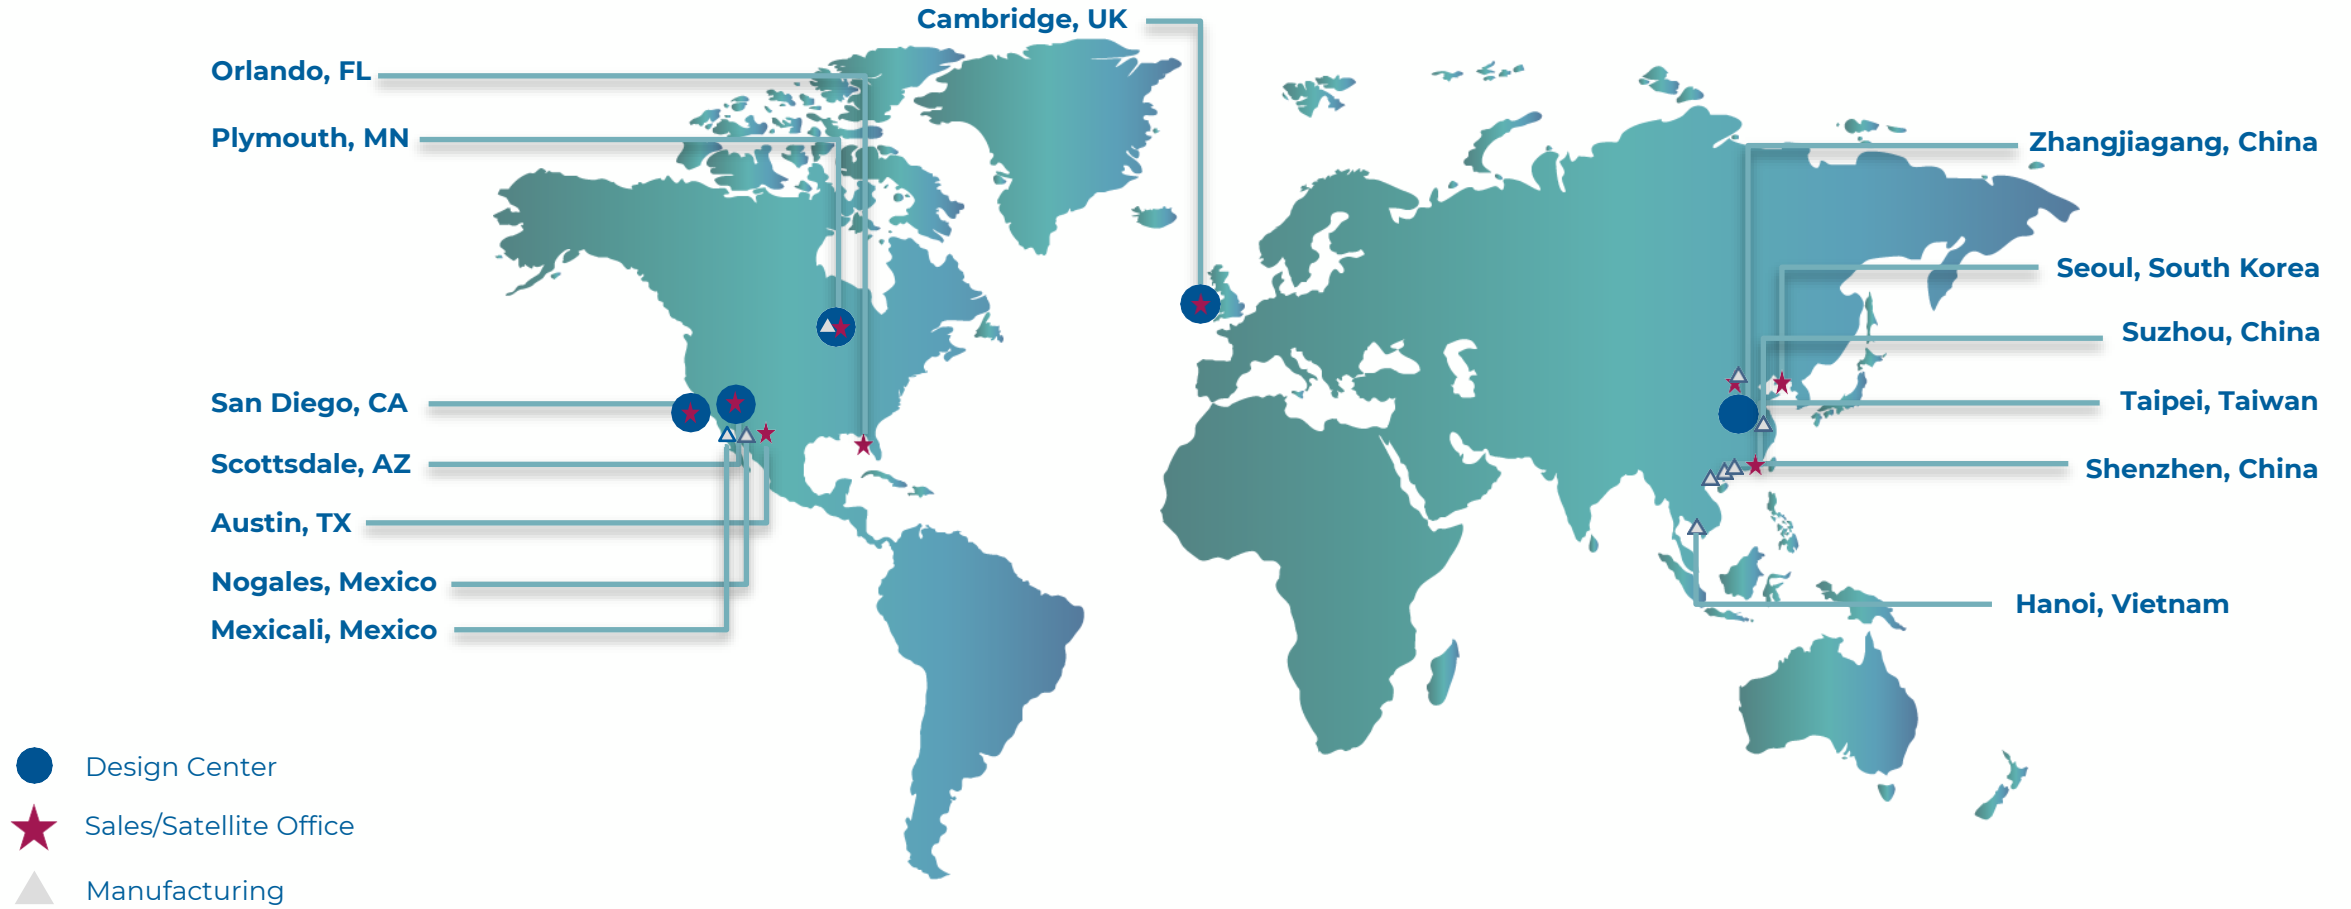 Cambridge, UK
Orlando, FL
Plymouth, MN
San Diego, CA
Scottsdale, AZ
Austin, TX
Nogales, Mexico
Mexicali, Mexico
Zhangjiagang, China
Seoul, South Korea
Suzhou, China
Taipei, Taiwan
Shenzhen, China
Hanoi, Vietnam
Design Center
Sales/Satellite Office
Manufacturing